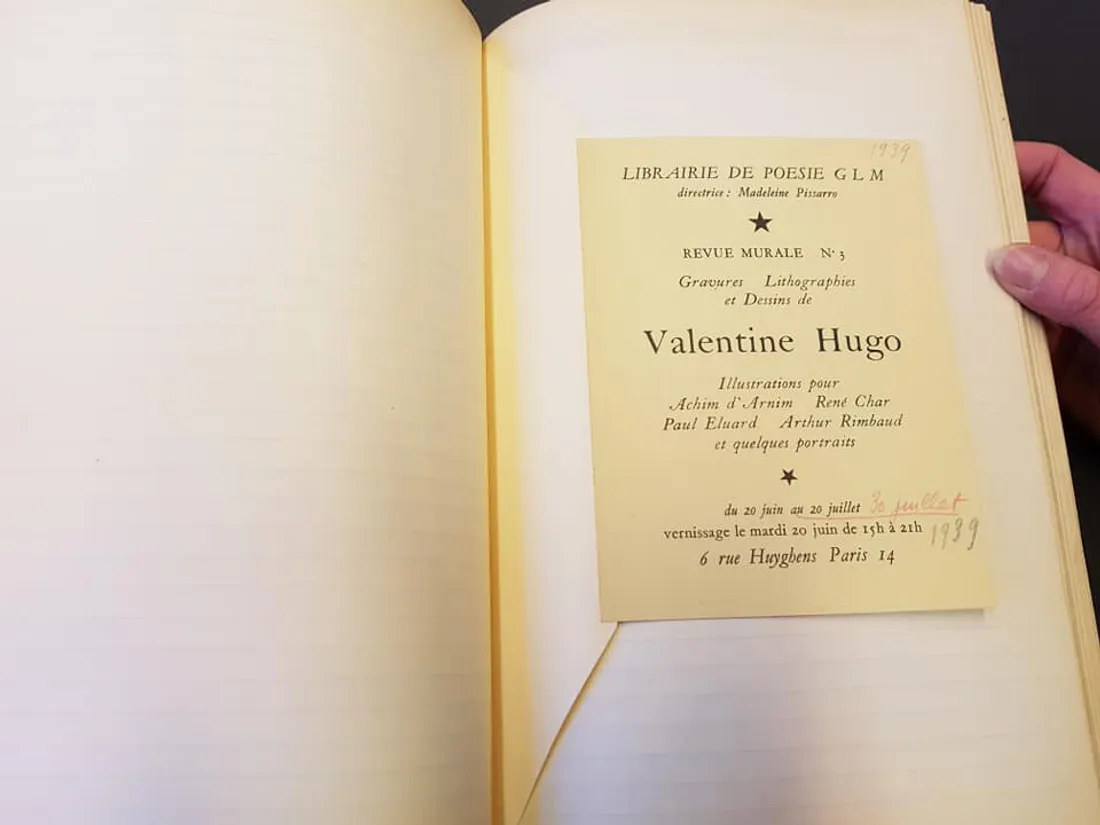 1939
LIBRAIRIE DE POESIE G L M
directrice : Madeleine Pissarro
REVUE MURALE N· 3
Gravures Lithographies
et Dessins de
Valentine Hugo
Illustrations pour
Achim d'Arnim René Char
Paul Eluard Arthur Rimbaud
et quelques portraits
du 20 juin au 20 juillet 30 juillet
vernissage le mardi 20 juin de 15h à 21h 1939
6 rue Huyghens Paris 14